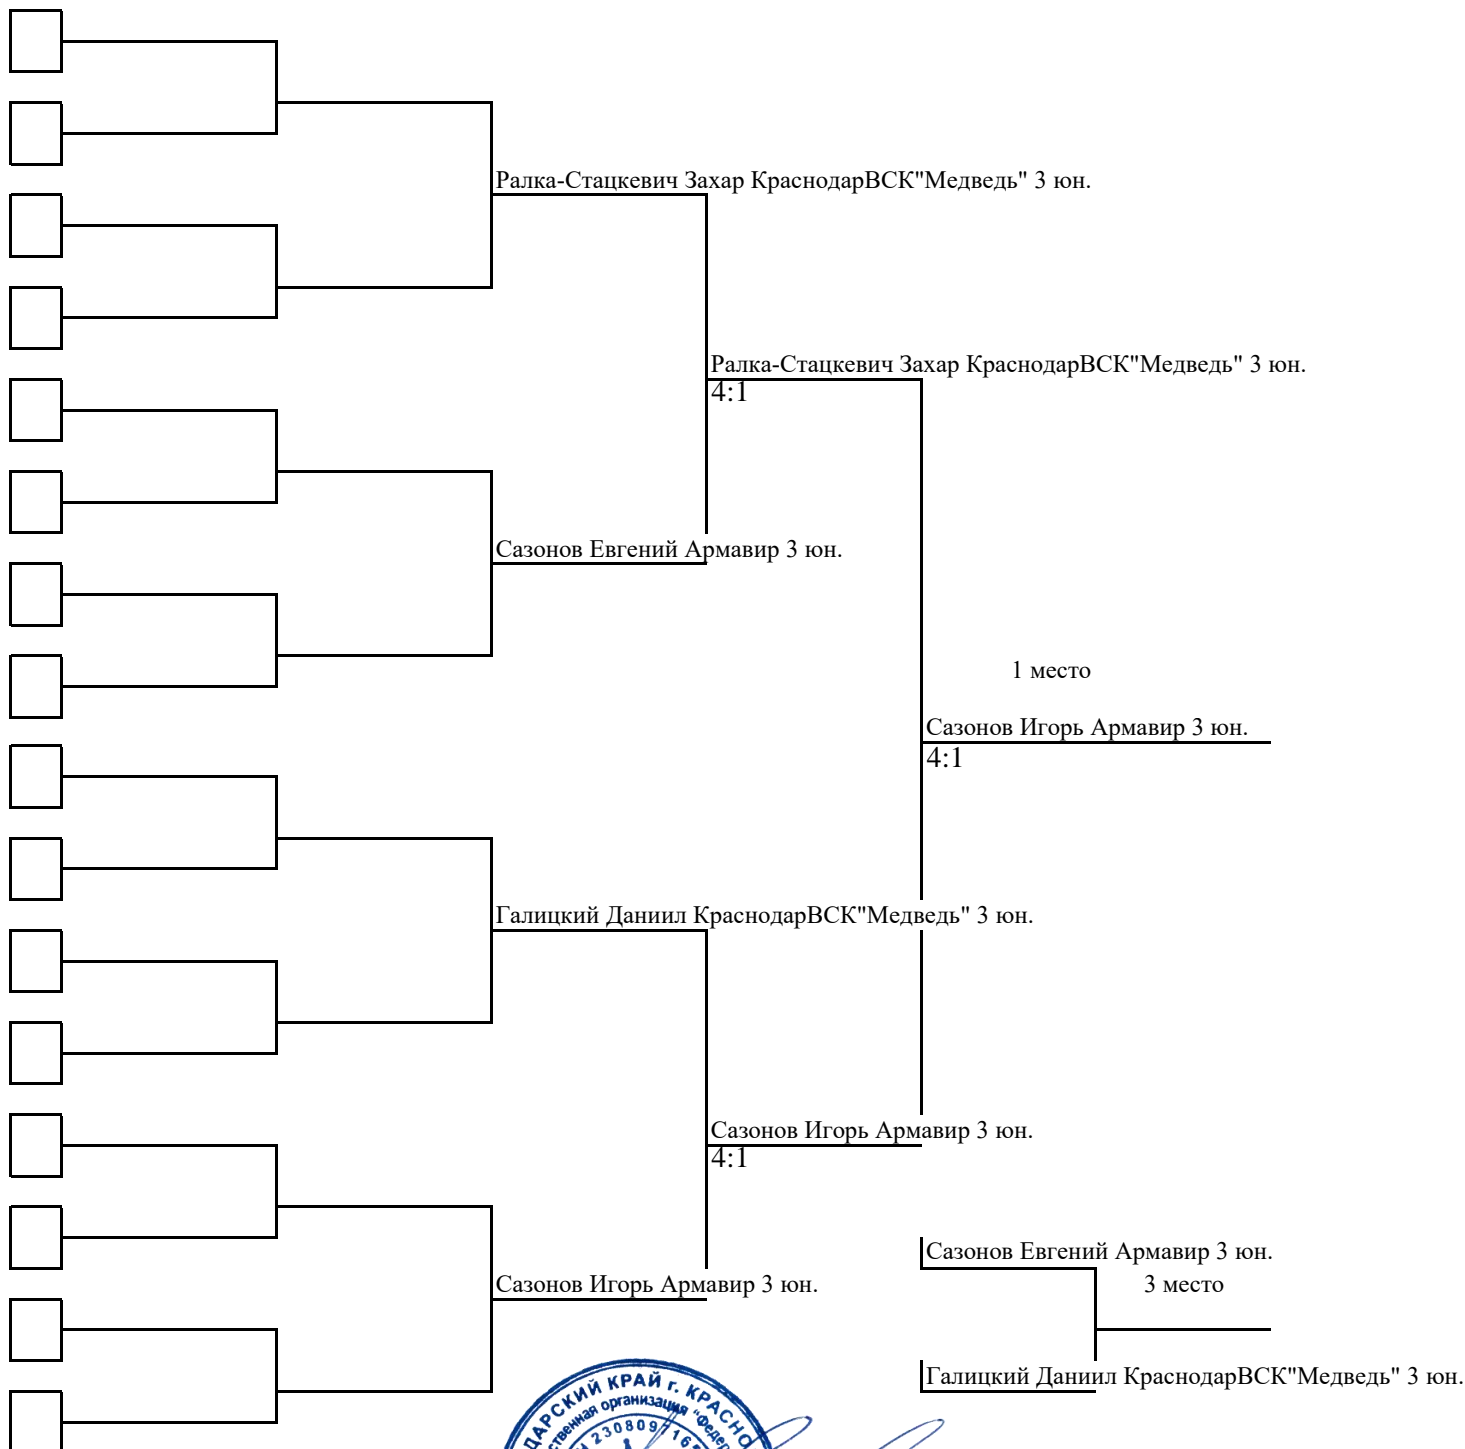 Ралка-Стацкевич Захар КраснодарВСК"Медведь" 3 юн.
Ралка-Стацкевич Захар КраснодарВСК"Медведь" 3 юн.
4:1
Сазонов Евгений Армавир 3 юн.
1 место
Сазонов Игорь Армавир 3 юн.
4:1
Галицкий Даниил КраснодарВСК"Медведь" 3 юн.
Сазонов Игорь Армавир 3 юн.
4:1
Сазонов Евгений Армавир 3 юн.
Сазонов Игорь Армавир 3 юн.
3 место
Галицкий Даниил КраснодарВСК"Медведь" 3 юн.
КРАЙ г.
организация